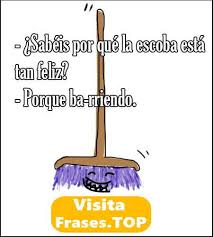 - ¿Sabéis por qué la escoba está
tan feliz?
- Porque ba-rriendo.
Visita
Frases.TOP